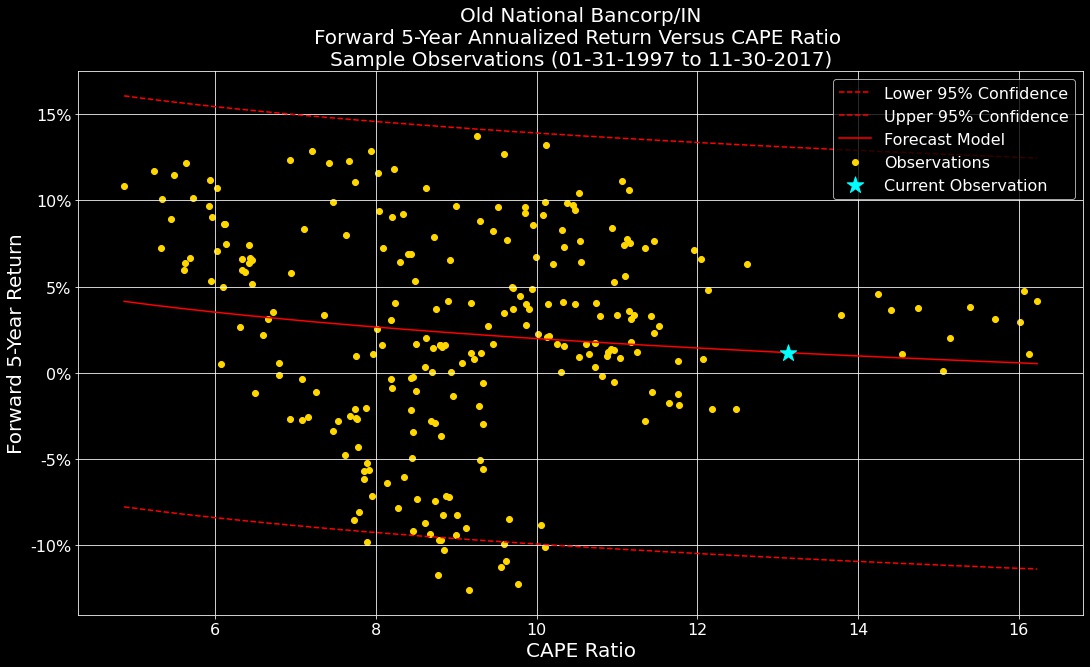 Old National Bancorp/IN
Forward 5-Year Annualized Return Versus CAPE Ratio
Sample Observations (01-31-1997 to 11-30-2017)
Lower 95% Confidence
Upper 95% Confidence
Forecast Model
Observations
Current Observation
Forward 5-Year Return
15%
10%
5%
0%
-5%
-10%
6
8
10
12
14
16
CAPE Ratio